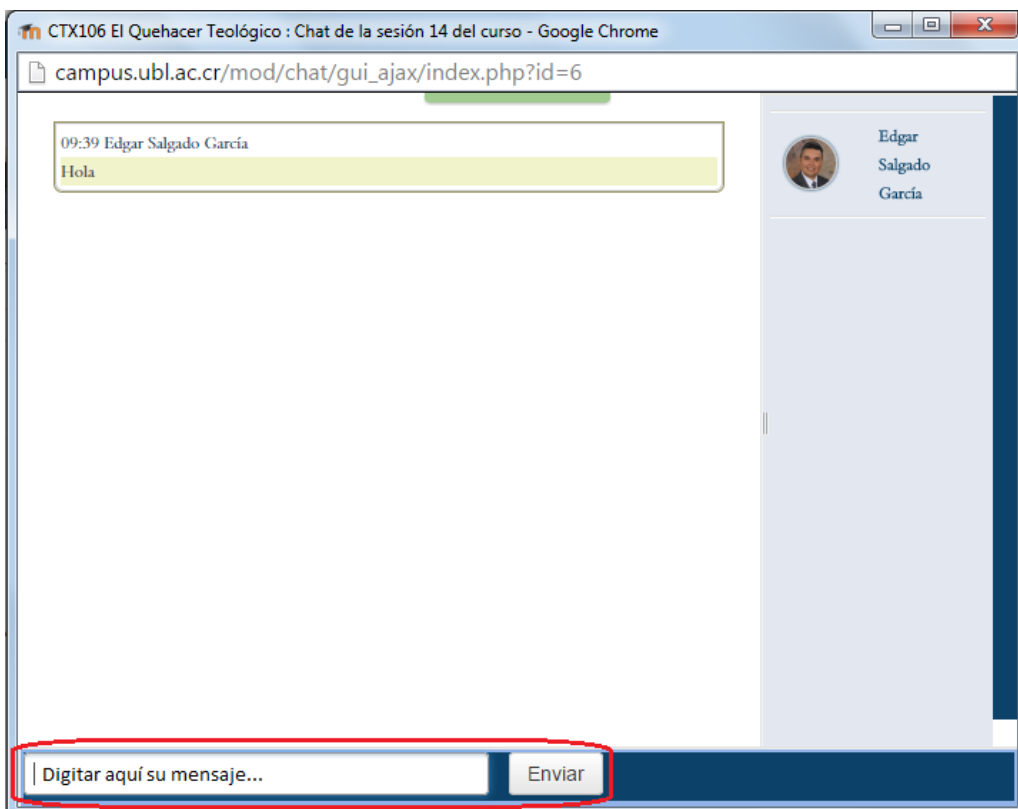 CTX106 El Quehacer Teológico : Chat de la sesión 14 del curso - Google Chrome
campus.ubl.ac.cr/mod/chat/gui_ajax/index.php?id=6
09:39 Edgar Salgado García
Hola
Edgar
Salgado
García
Digitar aquí su mensaje...
Enviar